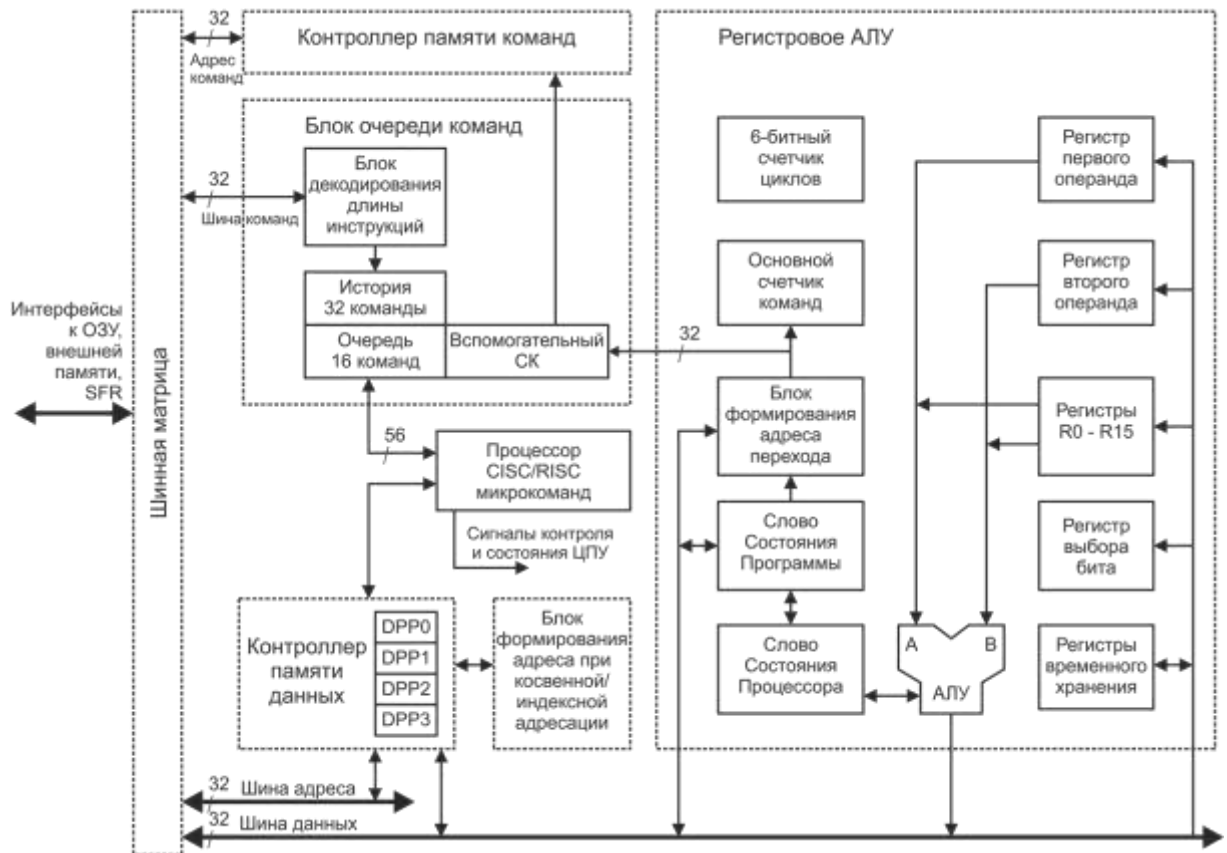 32
Адрес
команд
Контроллер памяти команд
Регистровое АЛУ
Блок очереди команд
Блок
декодирования
длины
инструкций
32
Шина команд
История
32 команды
Очередь
16 команд
Вспомогательный
СК
Интерфейсы
к ОЗУ,
внешней
памяти,
SFR
Шинная матрица
56
Процессор
CISC/RISC
микрокоманд
Сигналы контроля
и состояния ЦПУ
Контроллер
памяти
данных
DPP0
DPP1
DPP2
DPP3
Блок
формирования
адреса при
косвенной/
индексной
адресации
32
Шина адреса
32
Шина данных
6-битный
счетчик
циклов
Основной
счетчик
команд
32
Блок
формирования
адреса
перехода
Слово
Состояния
Программы
Слово
Состояния
Процессора
Регистр
первого
операнда
Регистр
второго
операнда
Регистры
R0 - R15
Регистр
выбора
бита
Регистры
временного
хранения
A
B
АЛУ